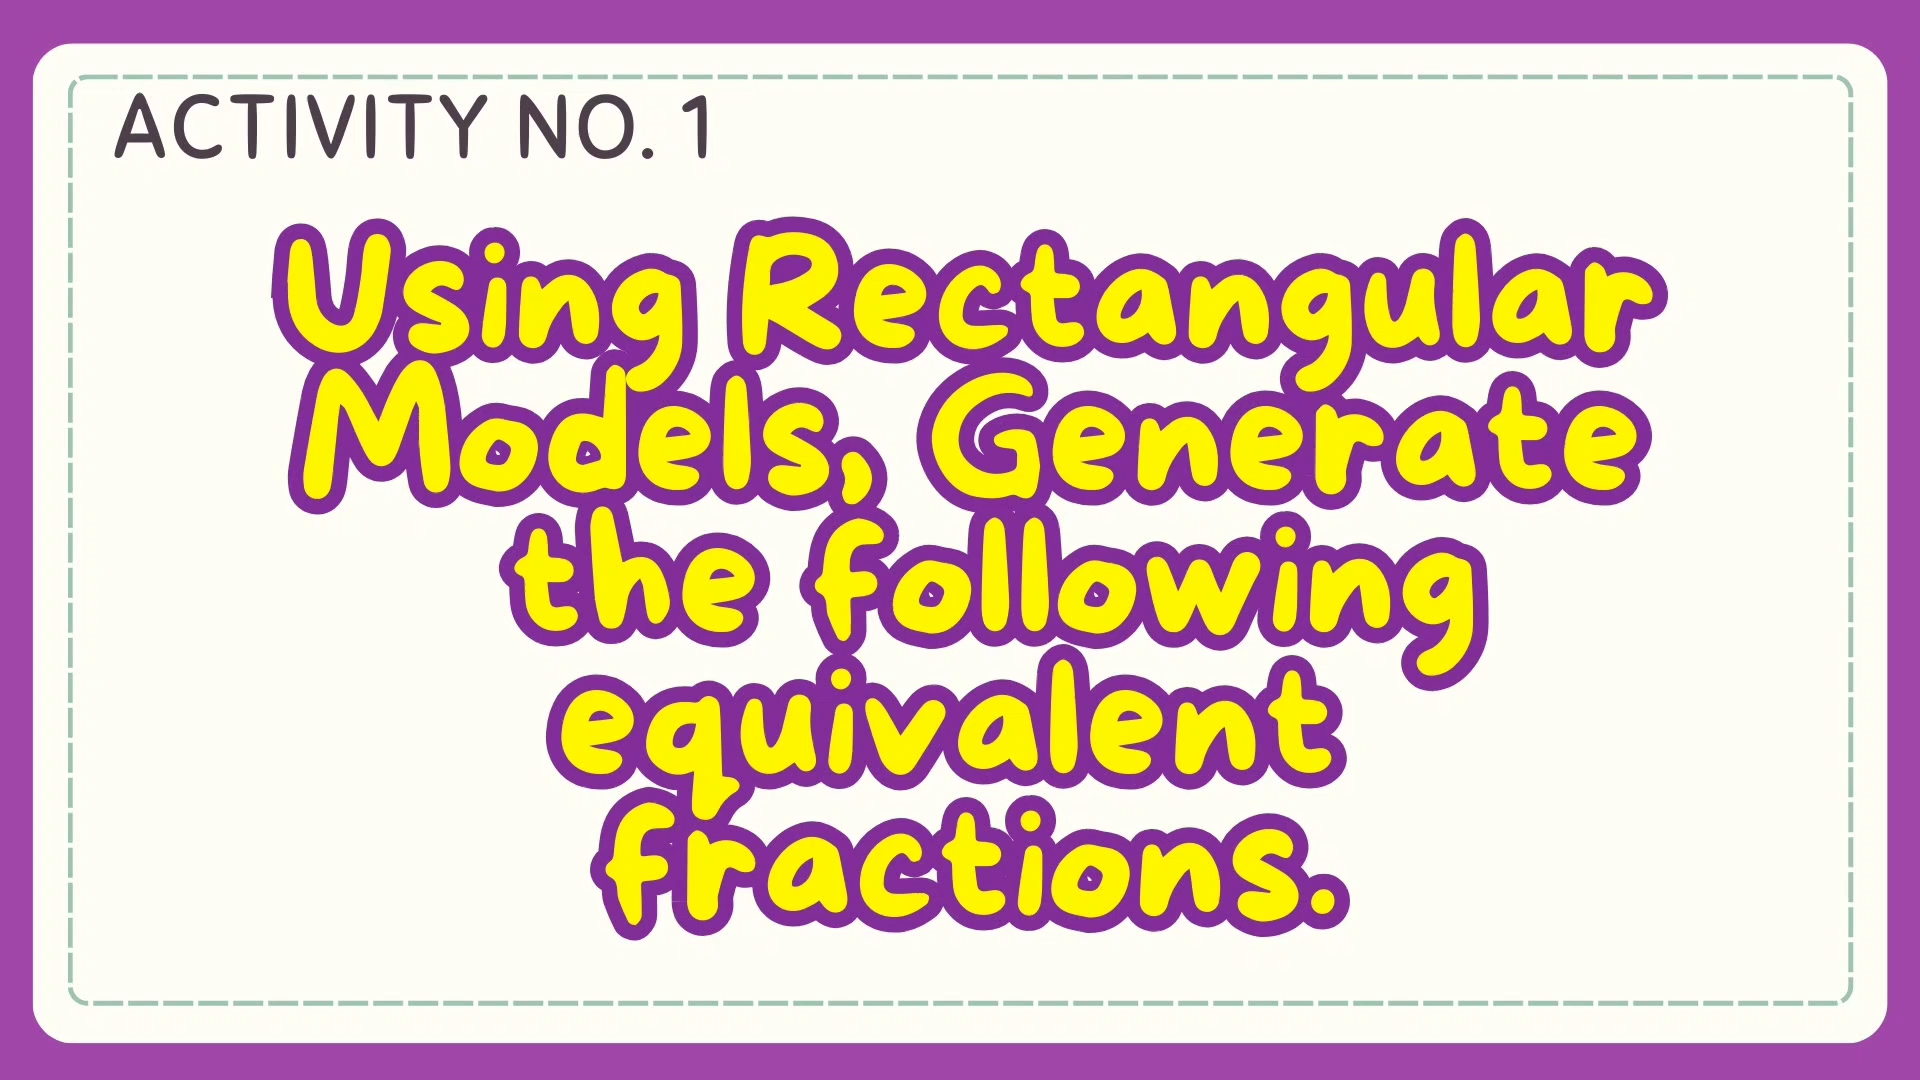 ACTIVITY NO. 1
Using Rectangular
Models, Generate
the following
equivalent
fractions.